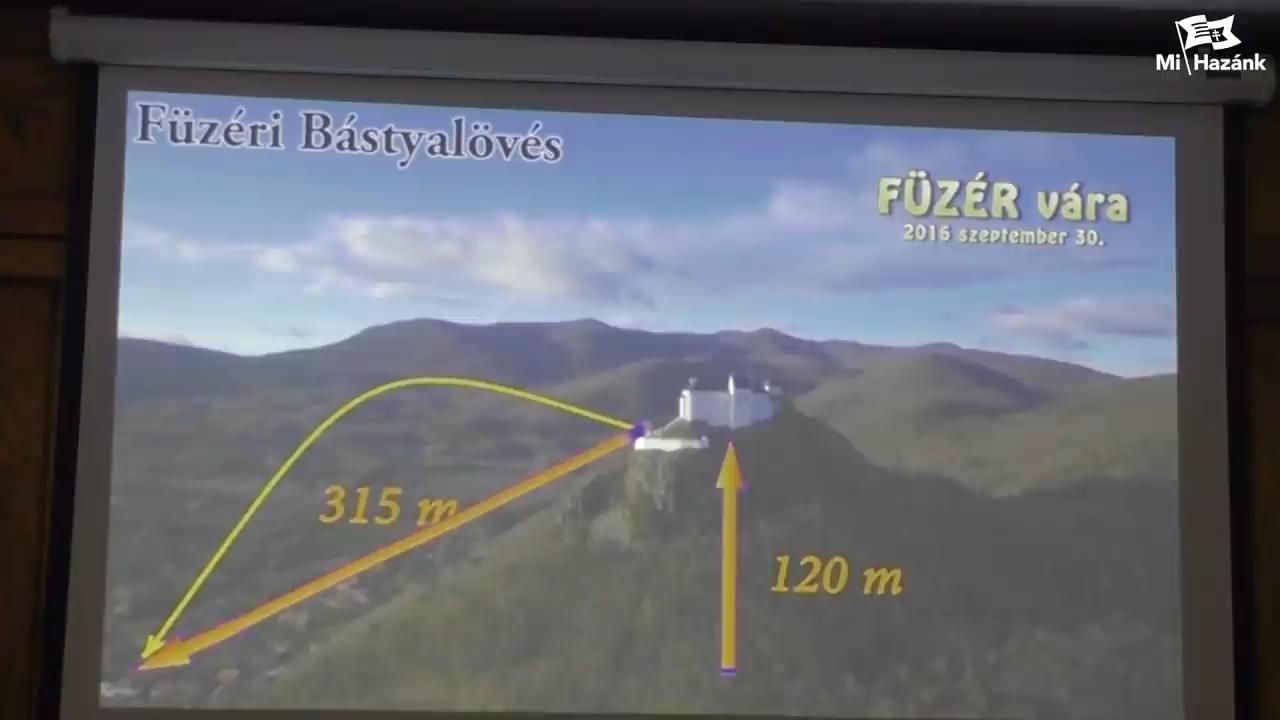 Mi Hazánk
Füzéri Bástyalövés
FÜZÉR vára
2016 szeptember 30.
315 m
120 m